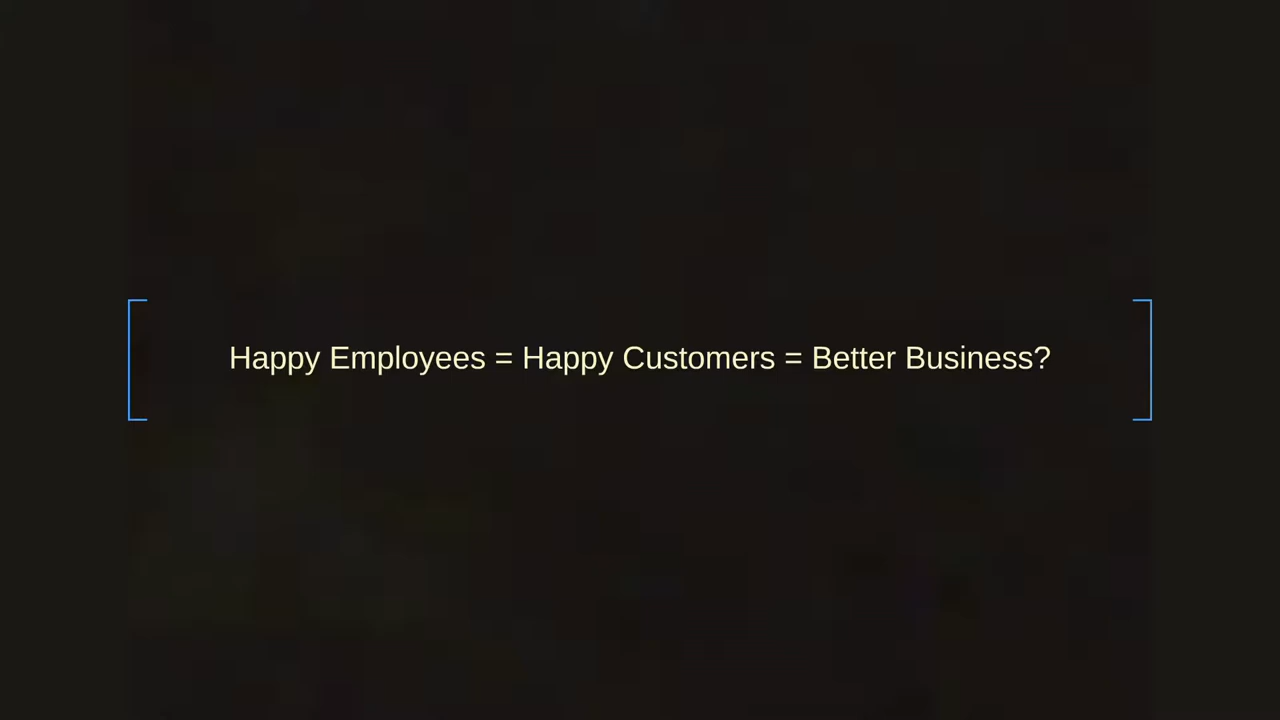 Happy Employees = Happy Customers = Better Business?